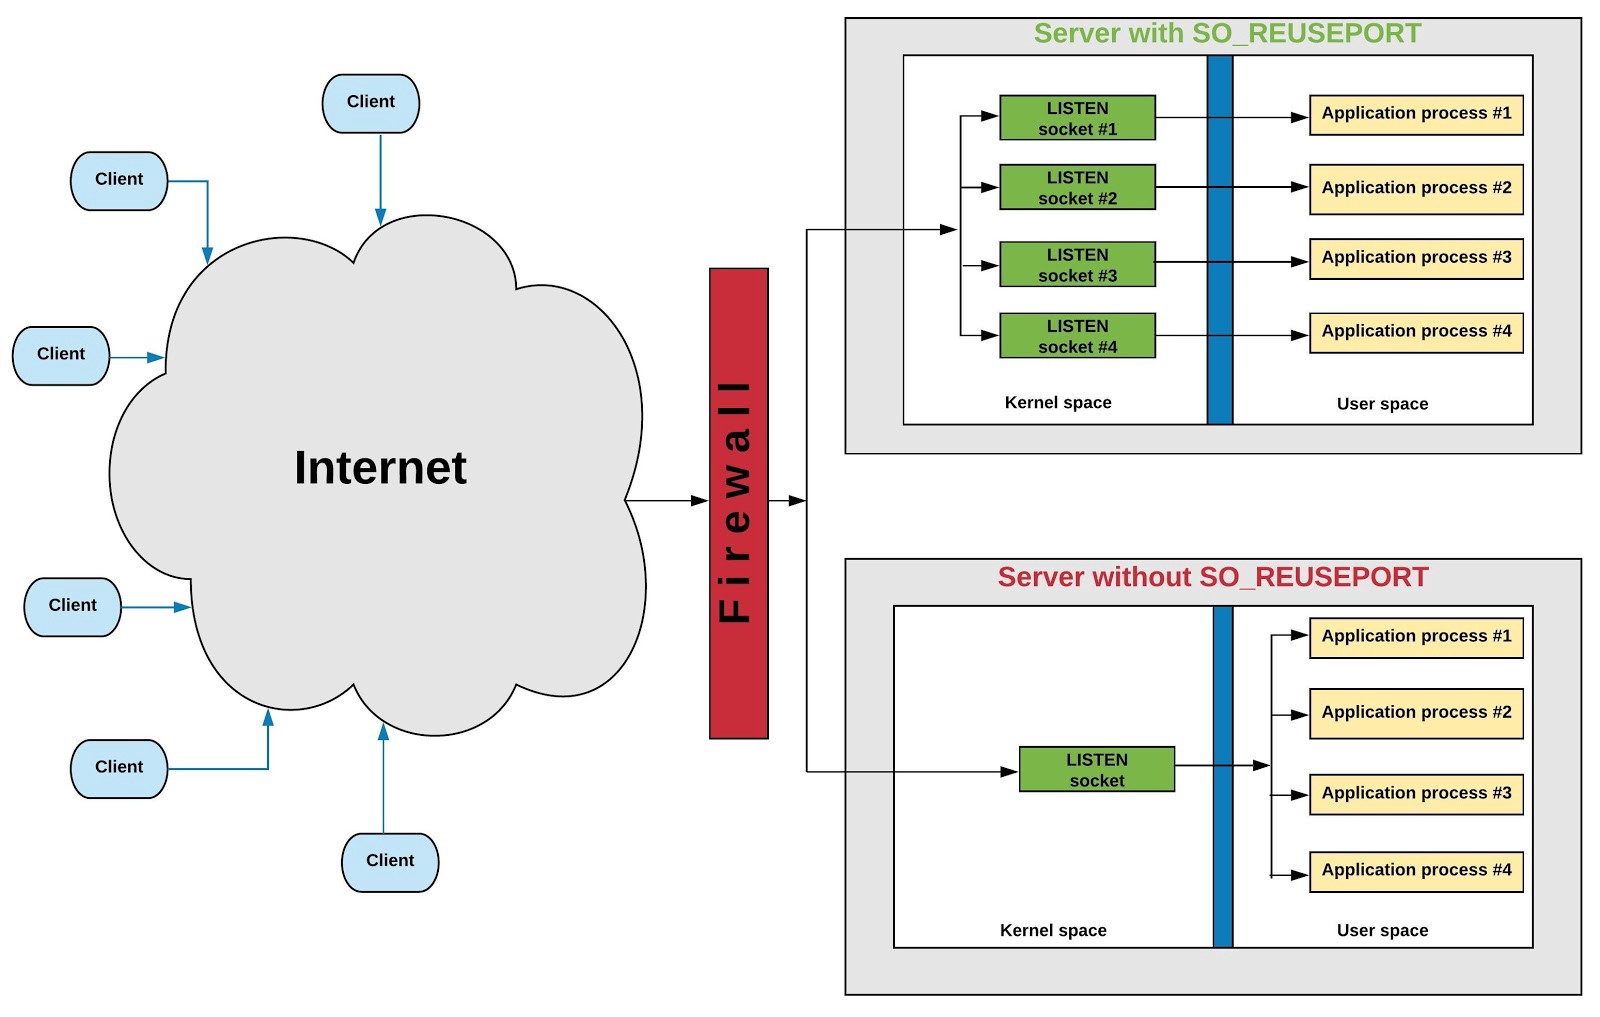 Client
Client
Client
Client
Client
Client
Internet
Firewall
Server with SO_REUSEPORT
LISTEN
socket #1
Application process #1
LISTEN
socket #2
Application process #2
LISTEN
socket #3
Application process #3
LISTEN
socket #4
Application process #4
Kernel space
User space
Server without SO_REUSEPORT
LISTEN
socket
Application process #1
Application process #2
Application process #3
Application process #4
Kernel space
User space